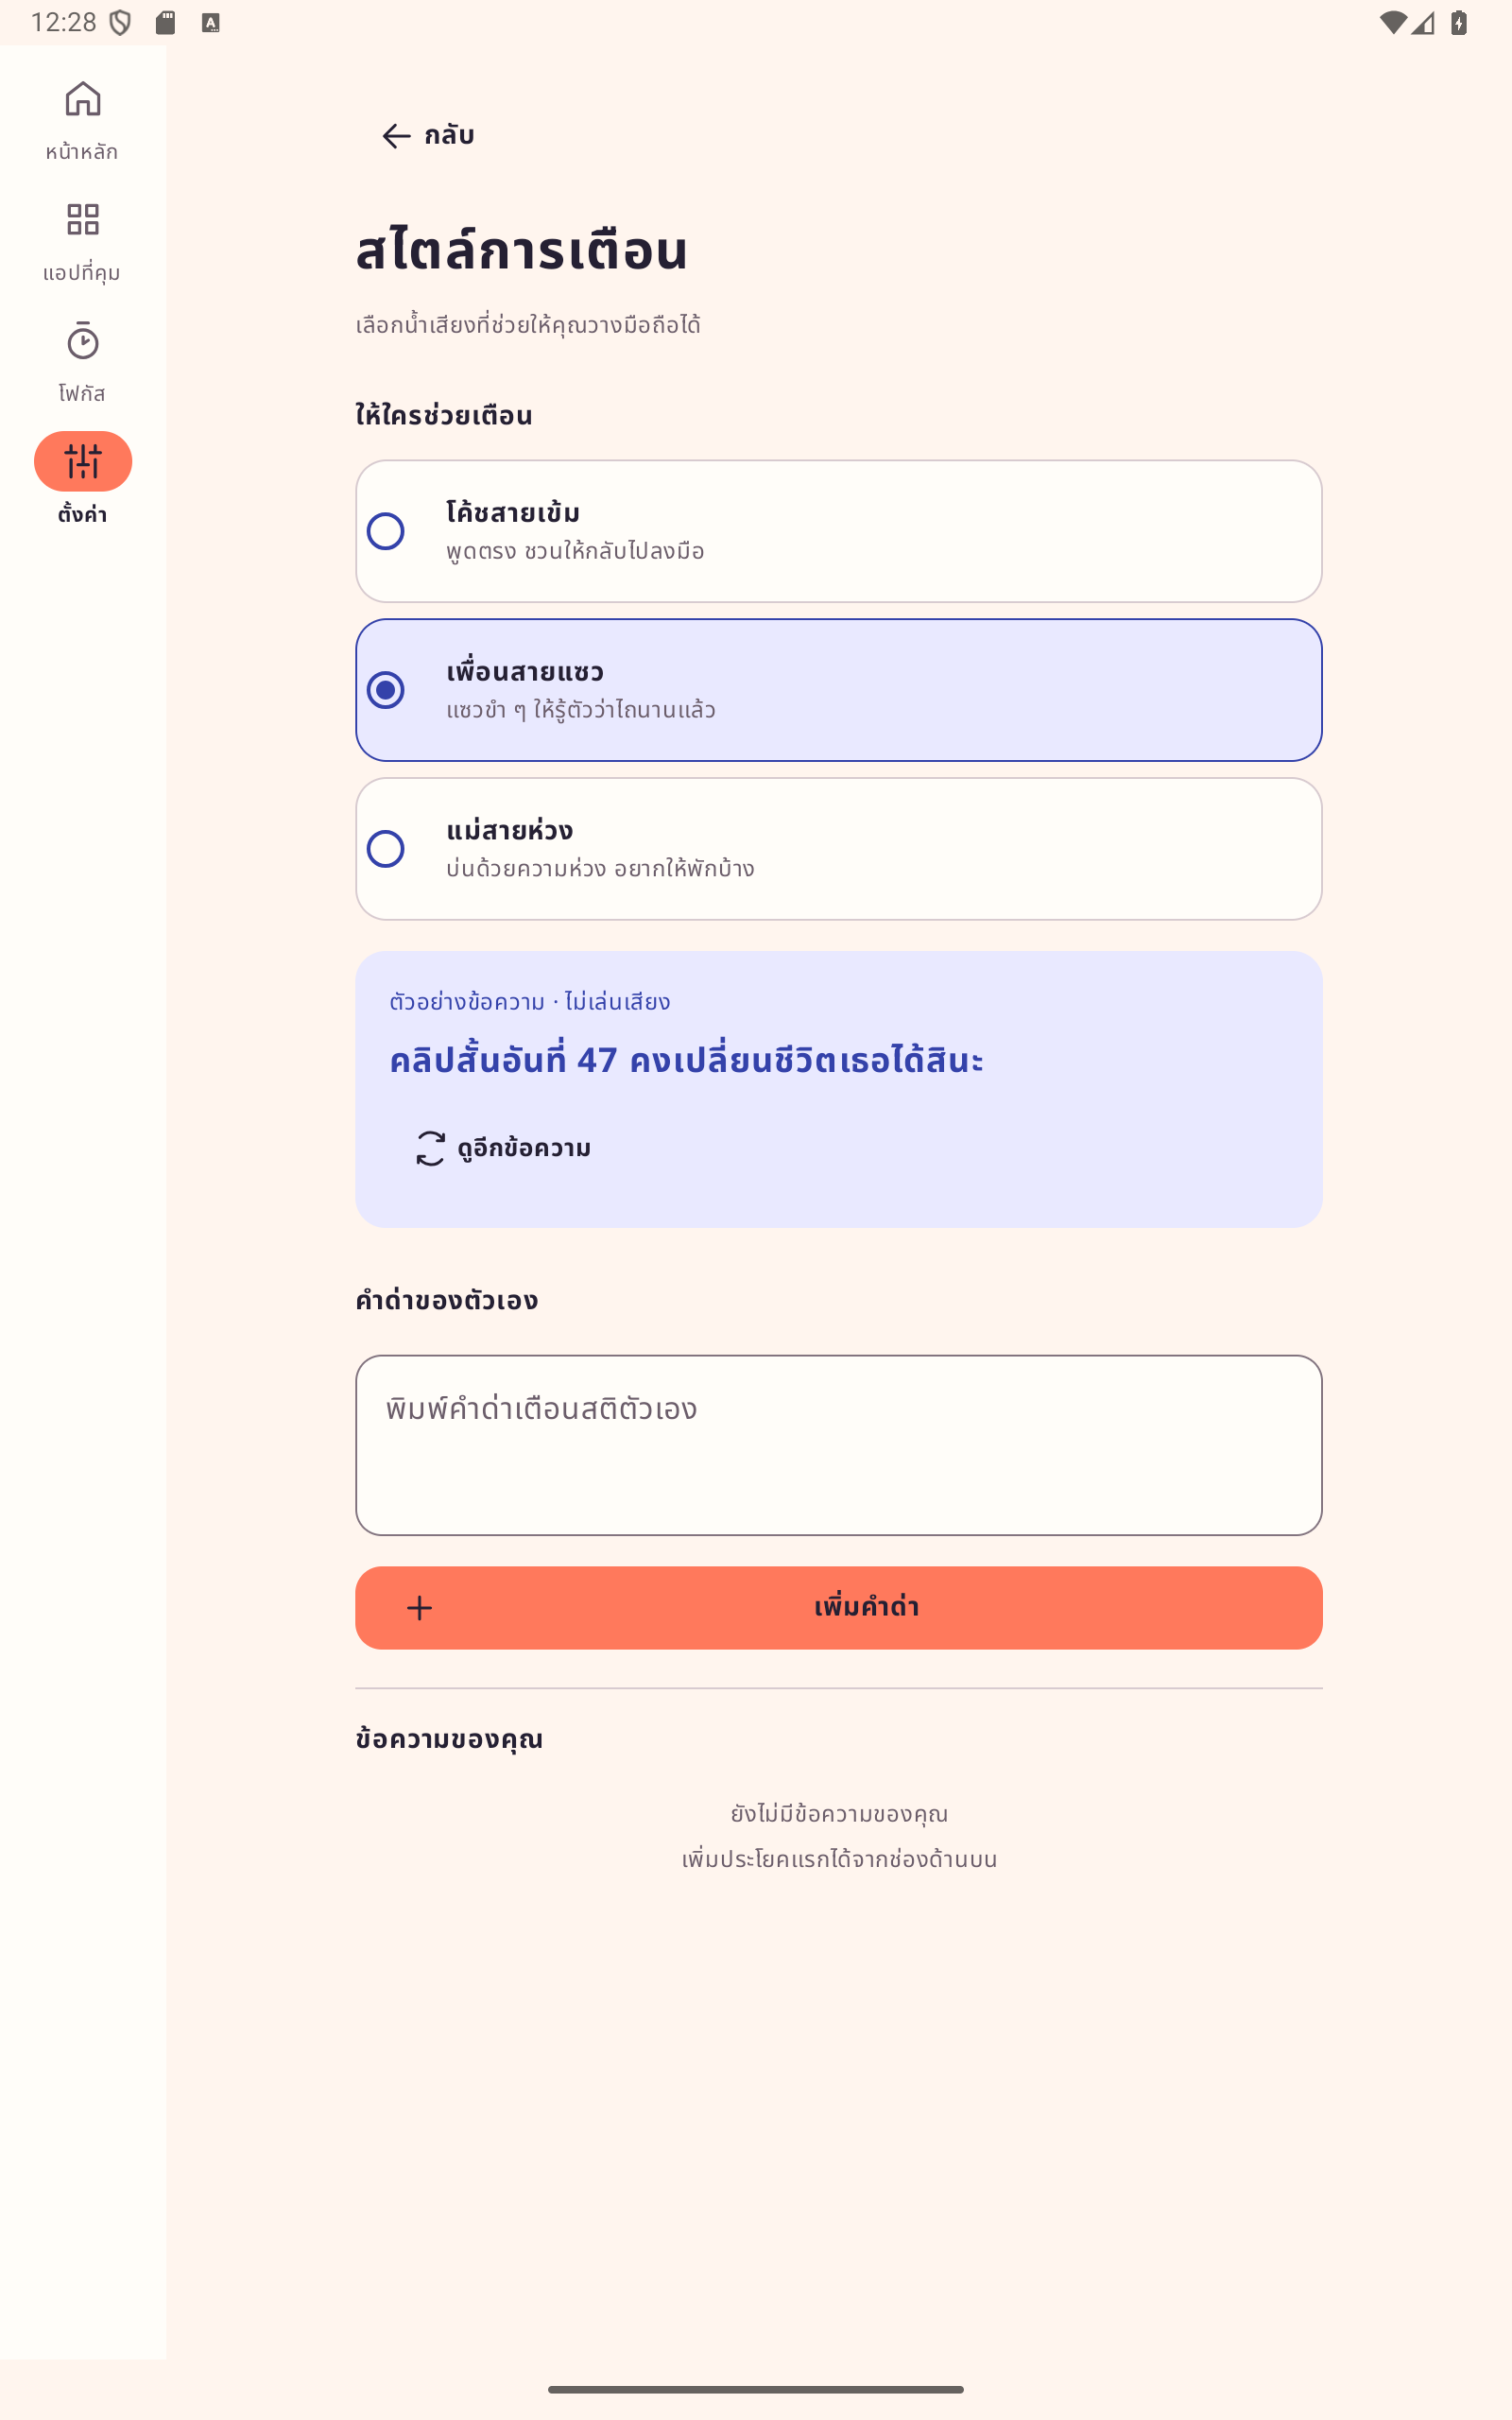 12:28
หน้าหลัก
แอปที่คุม
โฟกัส
ตั้งค่า
กลับ
สไตล์การเตือน
เลือกน้ำเสียงที่ช่วยให้คุณวางมือถือได้
ให้ใครช่วยเตือน
โค้ชสายเข้ม
พูดตรง ชวนให้กลับไปลงมือ
เพื่อนสายแซว
แซวขำ ๆ ให้รู้ตัวว่าไถนานแล้ว
แม่สายห่วง
บ่นด้วยความห่วง อยากให้พักบ้าง
ตัวอย่างข้อความ · ไม่เล่นเสียง
คลิปสั้นอันที่ 47 คงเปลี่ยนชีวิตเธอได้สินะ
ดูอีกข้อความ
คำด่าของตัวเอง
พิมพ์คำด่าเตือนสติตัวเอง
เพิ่มคำด่า
ข้อความของคุณ
ยังไม่มีข้อความของคุณ
เพิ่มประโยคแรกได้จากช่องด้านบน